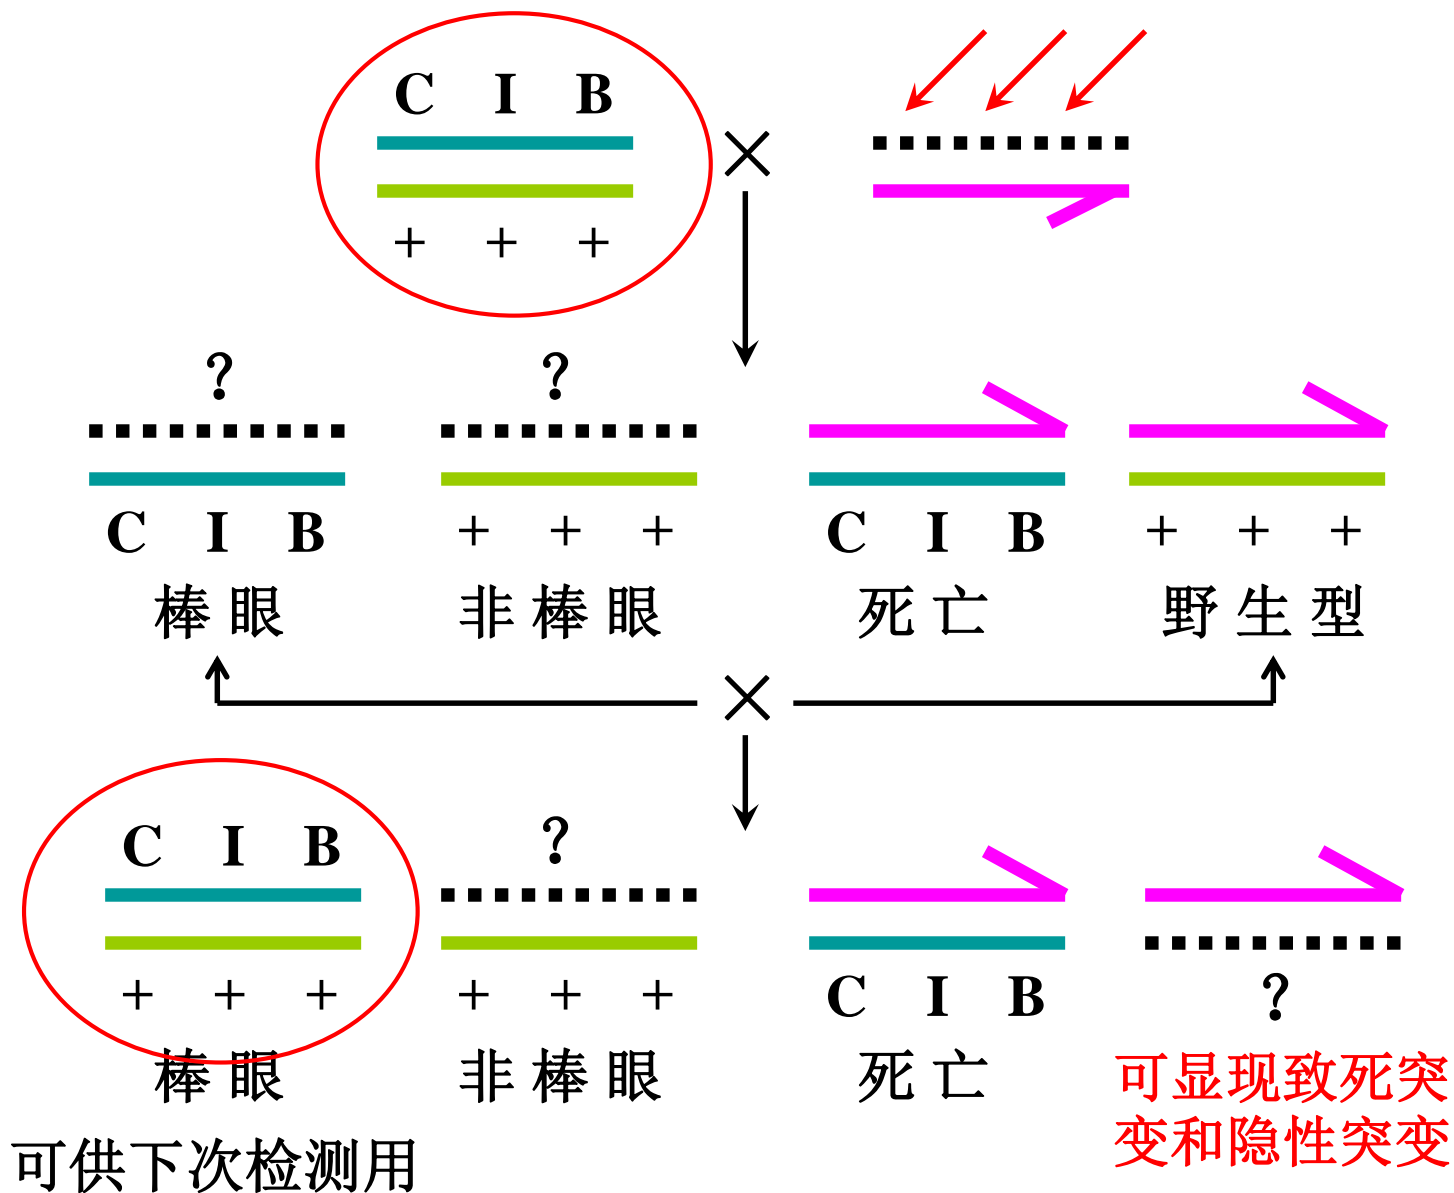 C I B
+ + +
? ?
C I B + + + C I B + + +
棒眼 非棒眼 死亡 野生型
C I B ?
+ + + + + + C I B ?
棒眼 非棒眼 死亡 可显现致死突
变和隐性突变
可供下次检测用